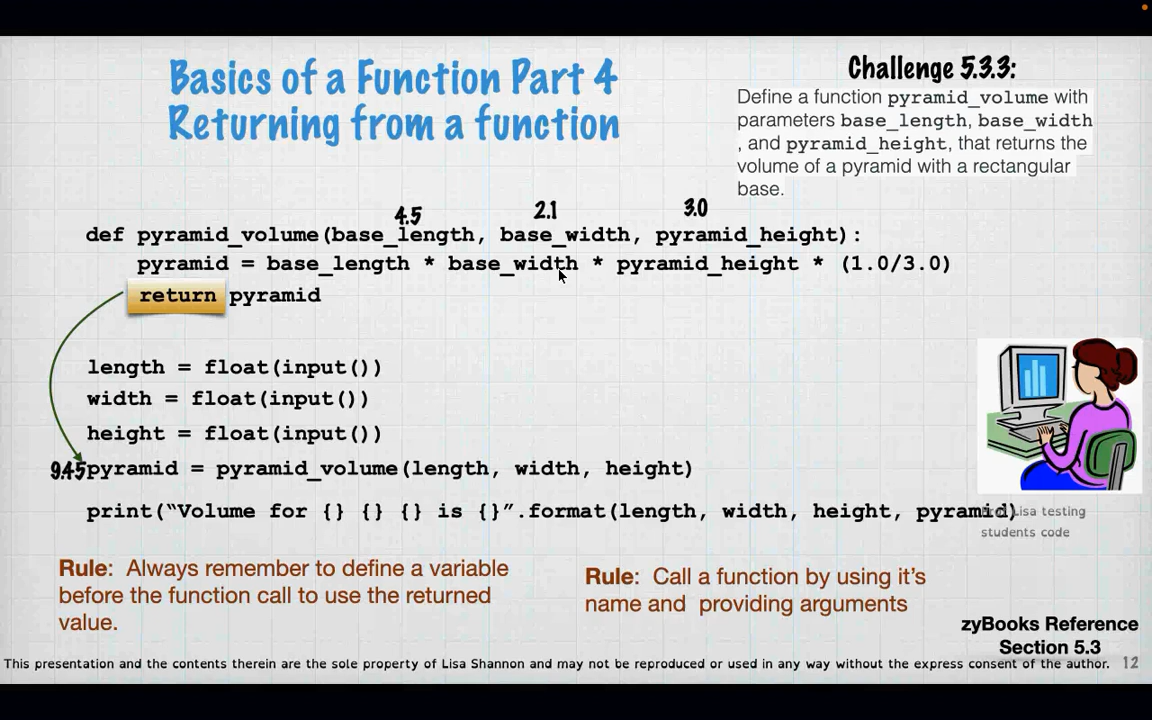 Basics of a Function Part 4
Returning from a function
Challenge 5.3.3:
Define a function pyramid_volume with
parameters base_length, base_width
, and pyramid_height, that returns the
volume of a pyramid with a rectangular
base.
4.5 2.1 3.0
def pyramid_volume(base_length, base_width, pyramid_height):
pyramid = base_length * base_width * pyramid_height * (1.0/3.0)
return pyramid
length = float(input())
width = float(input())
height = float(input())
9.45 pyramid = pyramid_volume(length, width, height)
print(“Volume for {} {} {} is {}”.format(length, width, height, pyramid)
Lisa testing
students code
Rule: Always remember to define a variable
before the function call to use the returned
value.
Rule: Call a function by using it’s
name and providing arguments
zyBooks Reference
Section 5.3
This presentation and the contents therein are the sole property of Lisa Shannon and may not be reproduced or used in any way without the express consent of the author. 12